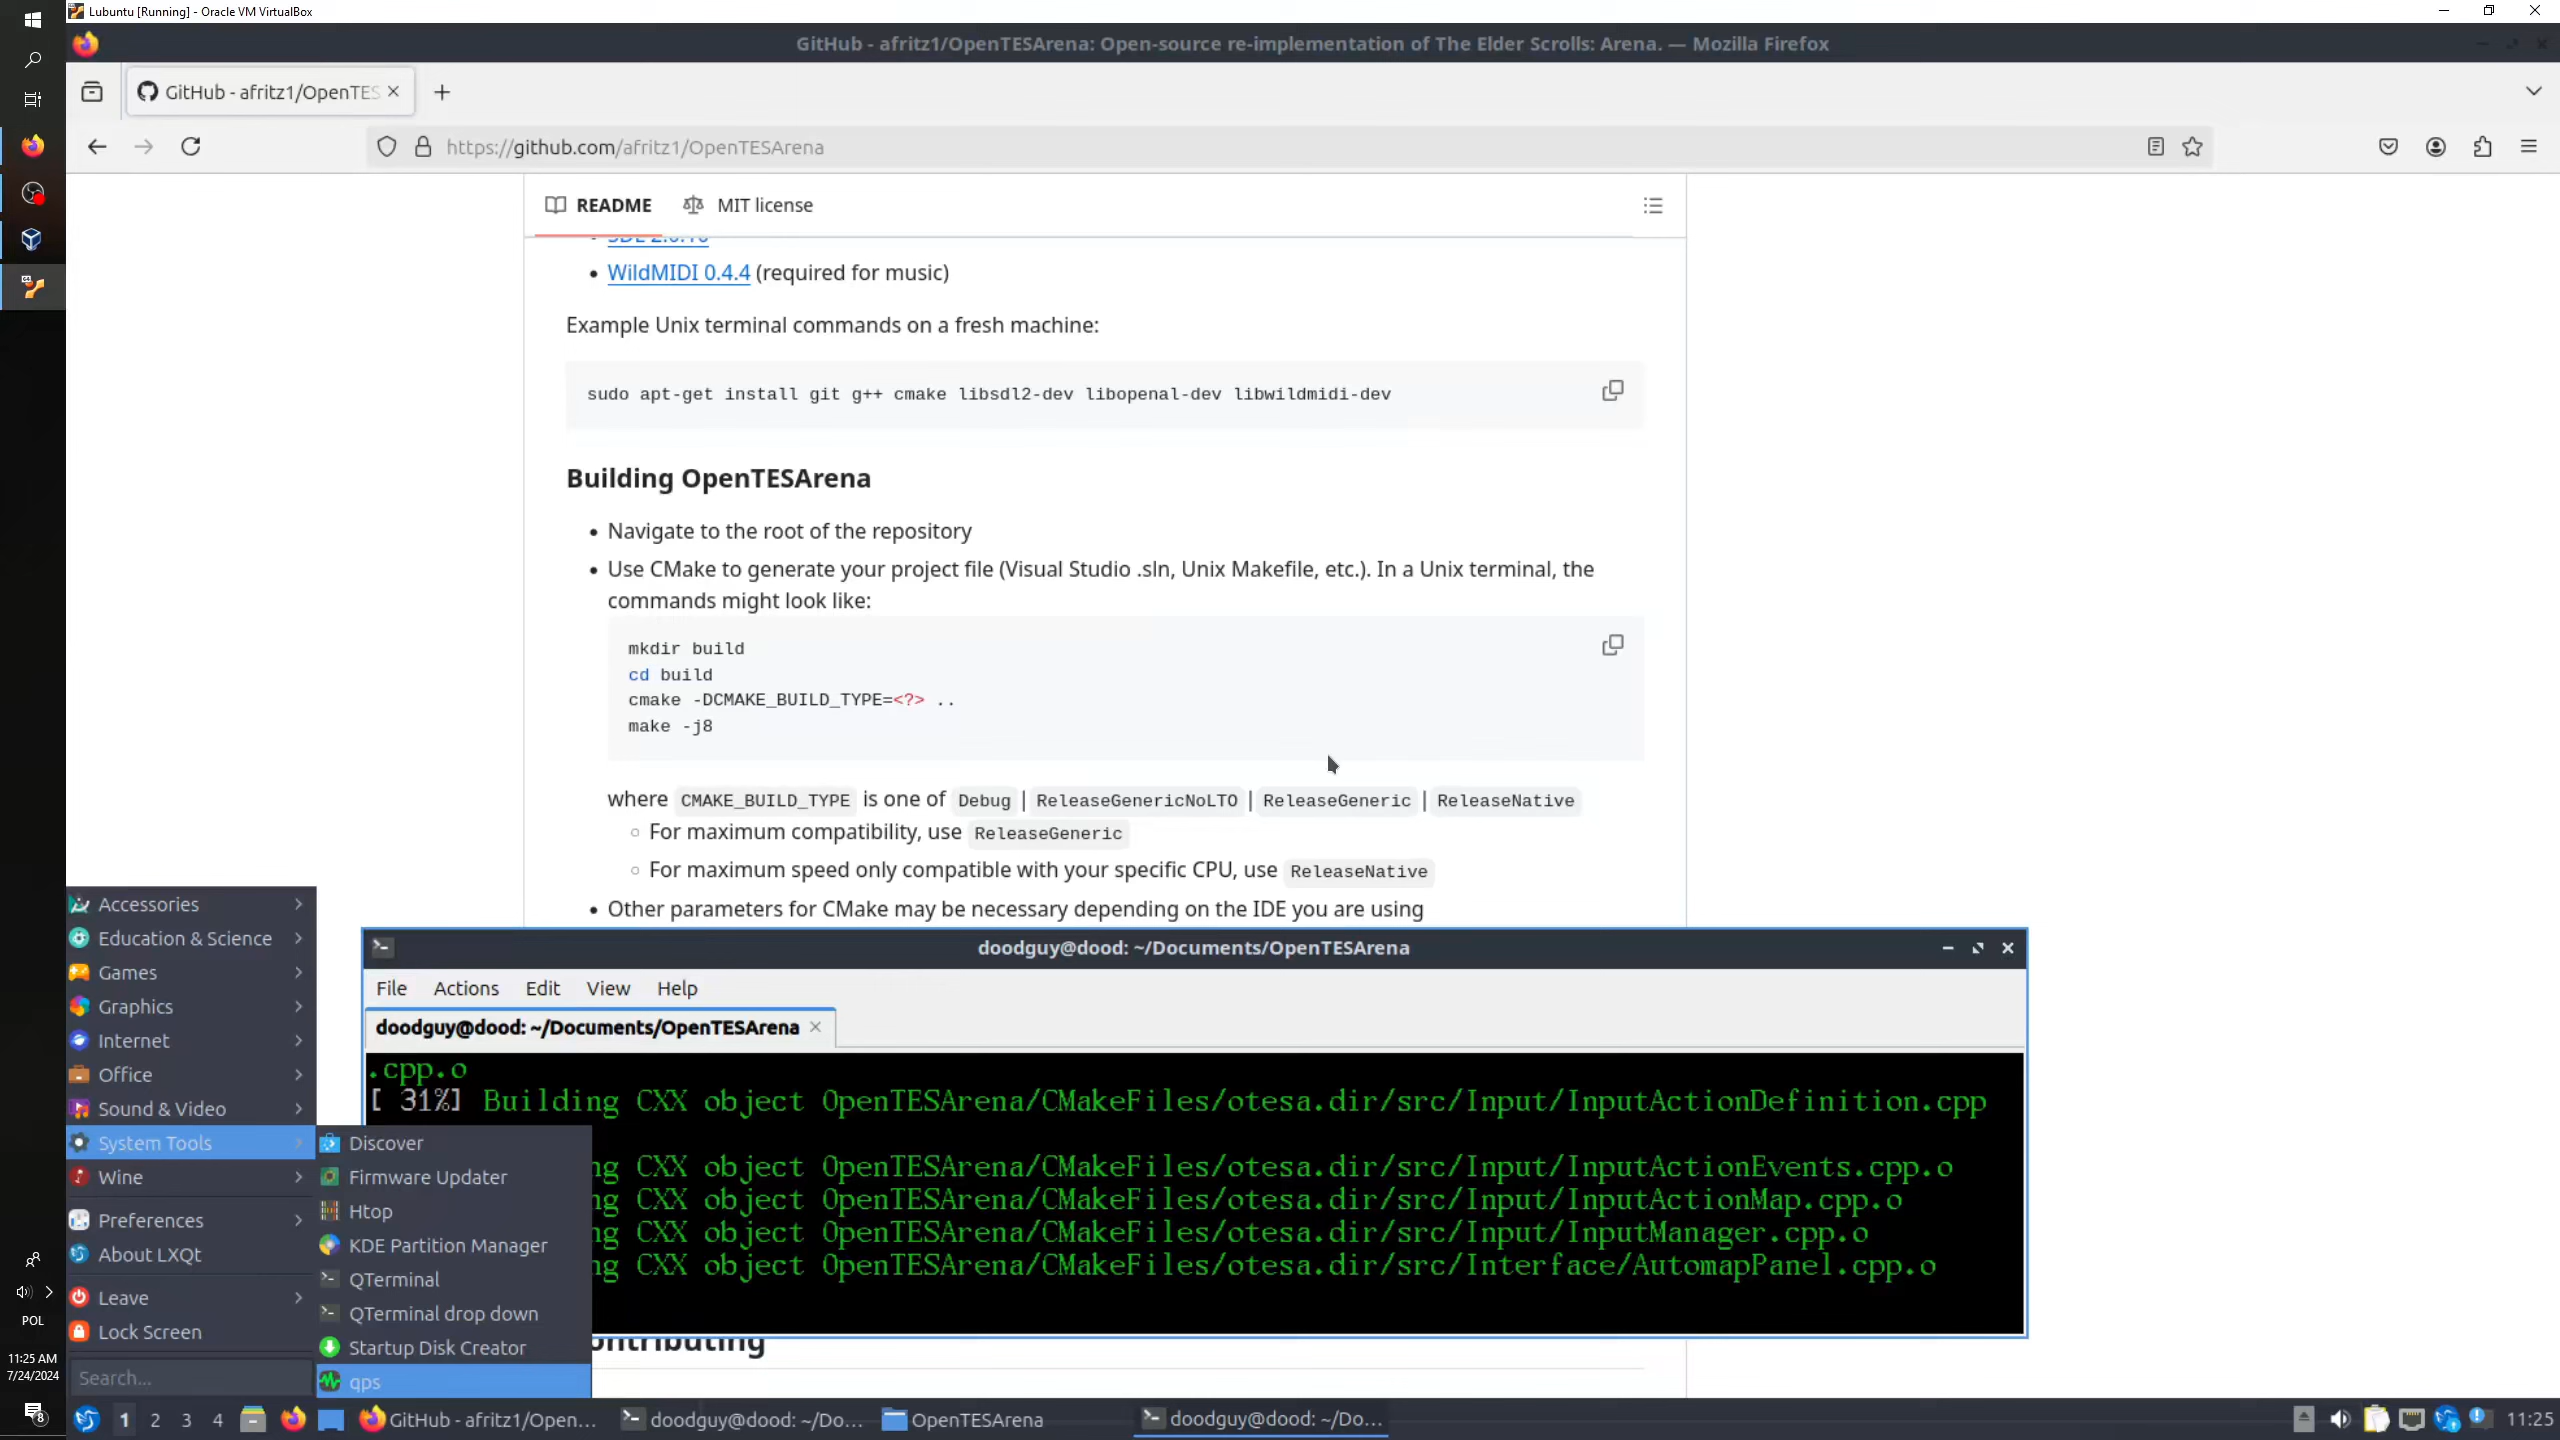 Lubuntu [Running] - Oracle VM VirtualBox
GitHub - afritz1/OpenTESArena: Open-source re-implementation of The Elder Scrolls: Arena. — Mozilla Firefox
GitHub - afritz1/OpenTES
https://github.com/afritz1/OpenTESArena
README
MIT license
SDL 2.0.10
WildMIDI 0.4.4 (required for music)
Example Unix terminal commands on a fresh machine:
sudo apt-get install git g++ cmake libsdl2-dev libopenal-dev libwildmidi-dev
Building OpenTESArena
Navigate to the root of the repository
Use CMake to generate your project file (Visual Studio .sln, Unix Makefile, etc.). In a Unix terminal, the
commands might look like:
mkdir build
cd build
cmake -DCMAKE_BUILD_TYPE=<?> ..
make -j8
where CMAKE_BUILD_TYPE is one of Debug | ReleaseGenericNoLTO | ReleaseGeneric | ReleaseNative
For maximum compatibility, use ReleaseGeneric
For maximum speed only compatible with your specific CPU, use ReleaseNative
Other parameters for CMake may be necessary depending on the IDE you are using
doodguy@dood: ~/Documents/OpenTESArena
File Actions Edit View Help
doodguy@dood: ~/Documents/OpenTESArena
.cpp.o
[ 31%] Building CXX object OpenTESArena/CMakeFiles/otesa.dir/src/Input/InputActionDefinition.cpp
ng CXX object OpenTESArena/CMakeFiles/otesa.dir/src/Input/InputActionEvents.cpp.o
ng CXX object OpenTESArena/CMakeFiles/otesa.dir/src/Input/InputActionMap.cpp.o
ng CXX object OpenTESArena/CMakeFiles/otesa.dir/src/Input/InputManager.cpp.o
ng CXX object OpenTESArena/CMakeFiles/otesa.dir/src/Interface/AutomapPanel.cpp.o
ontributing
Accessories
Education & Science
Games
Graphics
Internet
Office
Sound & Video
System Tools
Wine
Preferences
About LXQt
Leave
Lock Screen
Search...
Discover
Firmware Updater
Htop
KDE Partition Manager
QTerminal
QTerminal drop down
Startup Disk Creator
qps
POL
11:25 AM
7/24/2024
8
1 2 3 4
GitHub - afritz1/Open...
doodguy@dood: ~/Do...
OpenTESArena
doodguy@dood: ~/Do...
11:25